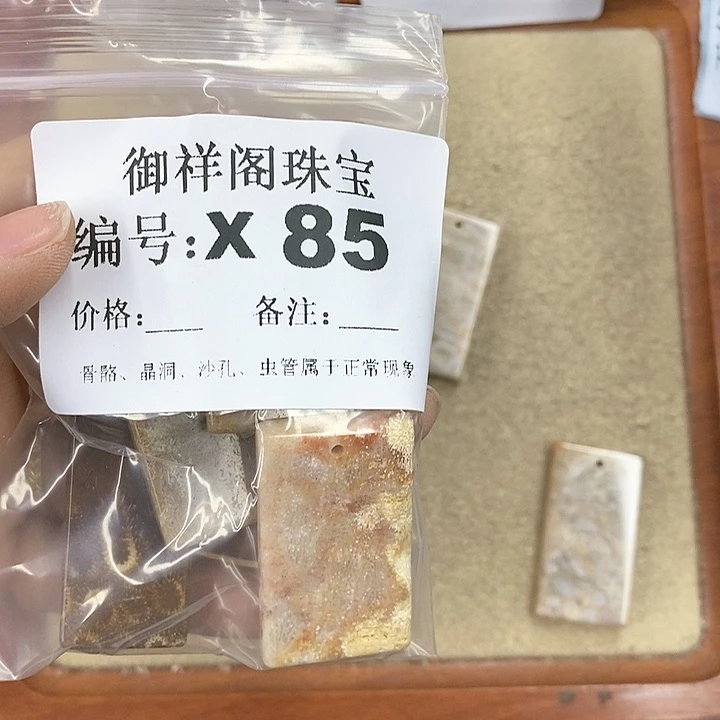 御祥阁珠宝
编号:X 85
价格:____ 备注:____
骨骼、晶洞、沙孔、虫管属于正常现象